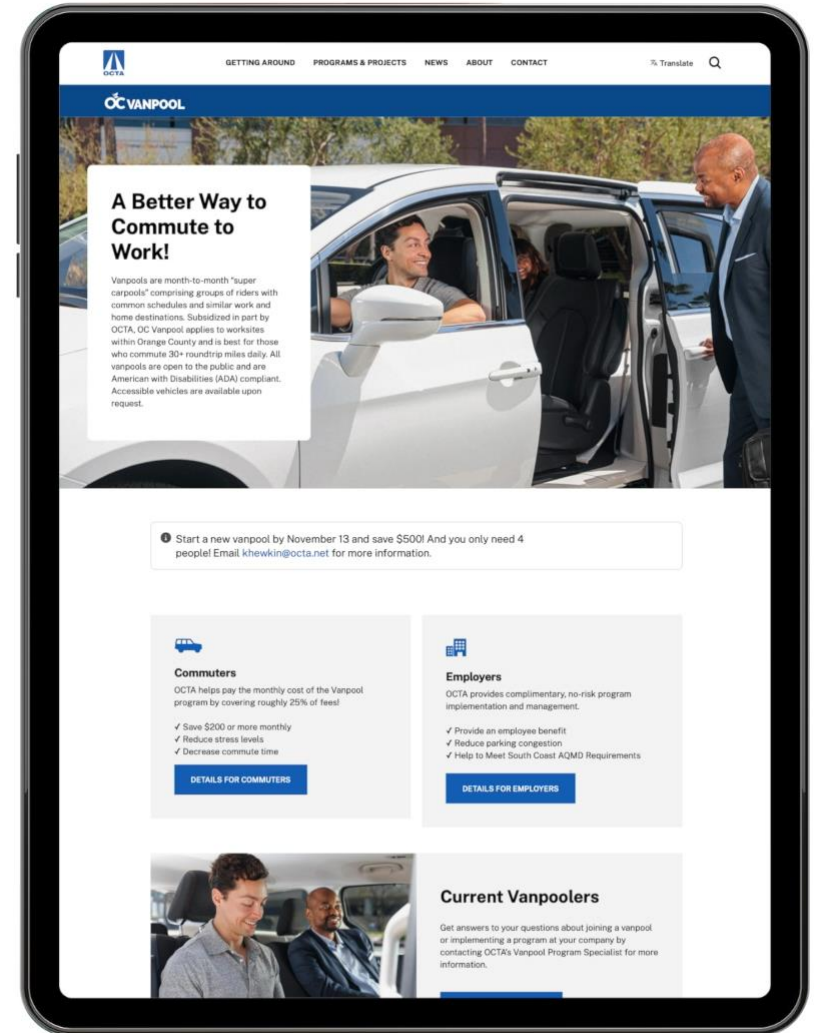 OCTA
GETTING AROUND PROGRAMS & PROJECTS NEWS ABOUT CONTACT Translate
OC VANPOOL
A Better Way to
Commute to
Work!
Vanpools are month-to-month "super
carpools" comprising groups of riders with
common schedules and similar work and
home destinations. Subsidized in part by
OCTA, OC Vanpool applies to worksites
within Orange County and is best for those
who commute 30+ roundtrip miles daily. All
vanpools are open to the public and are
American with Disabilities (ADA) compliant.
Accessible vehicles are available upon
request.
Start a new vanpool by November 13 and save $500! And you only need 4
people! Email khewkin@octa.net for more information.
Commuters
OCTA helps pay the monthly cost of the Vanpool
program by covering roughly 25% of fees!
✓ Save $200 or more monthly
✓ Reduce stress levels
✓ Decrease commute time
DETAILS FOR COMMUTERS
Employers
OCTA provides complimentary, no-risk program
implementation and management.
✓ Provide an employee benefit
✓ Reduce parking congestion
✓ Help to Meet South Coast AQMD Requirements
DETAILS FOR EMPLOYERS
Current Vanpoolers
Get answers to your questions about joining a vanpool
or implementing a program at your company by
contacting OCTA's Vanpool Program Specialist for more
information.